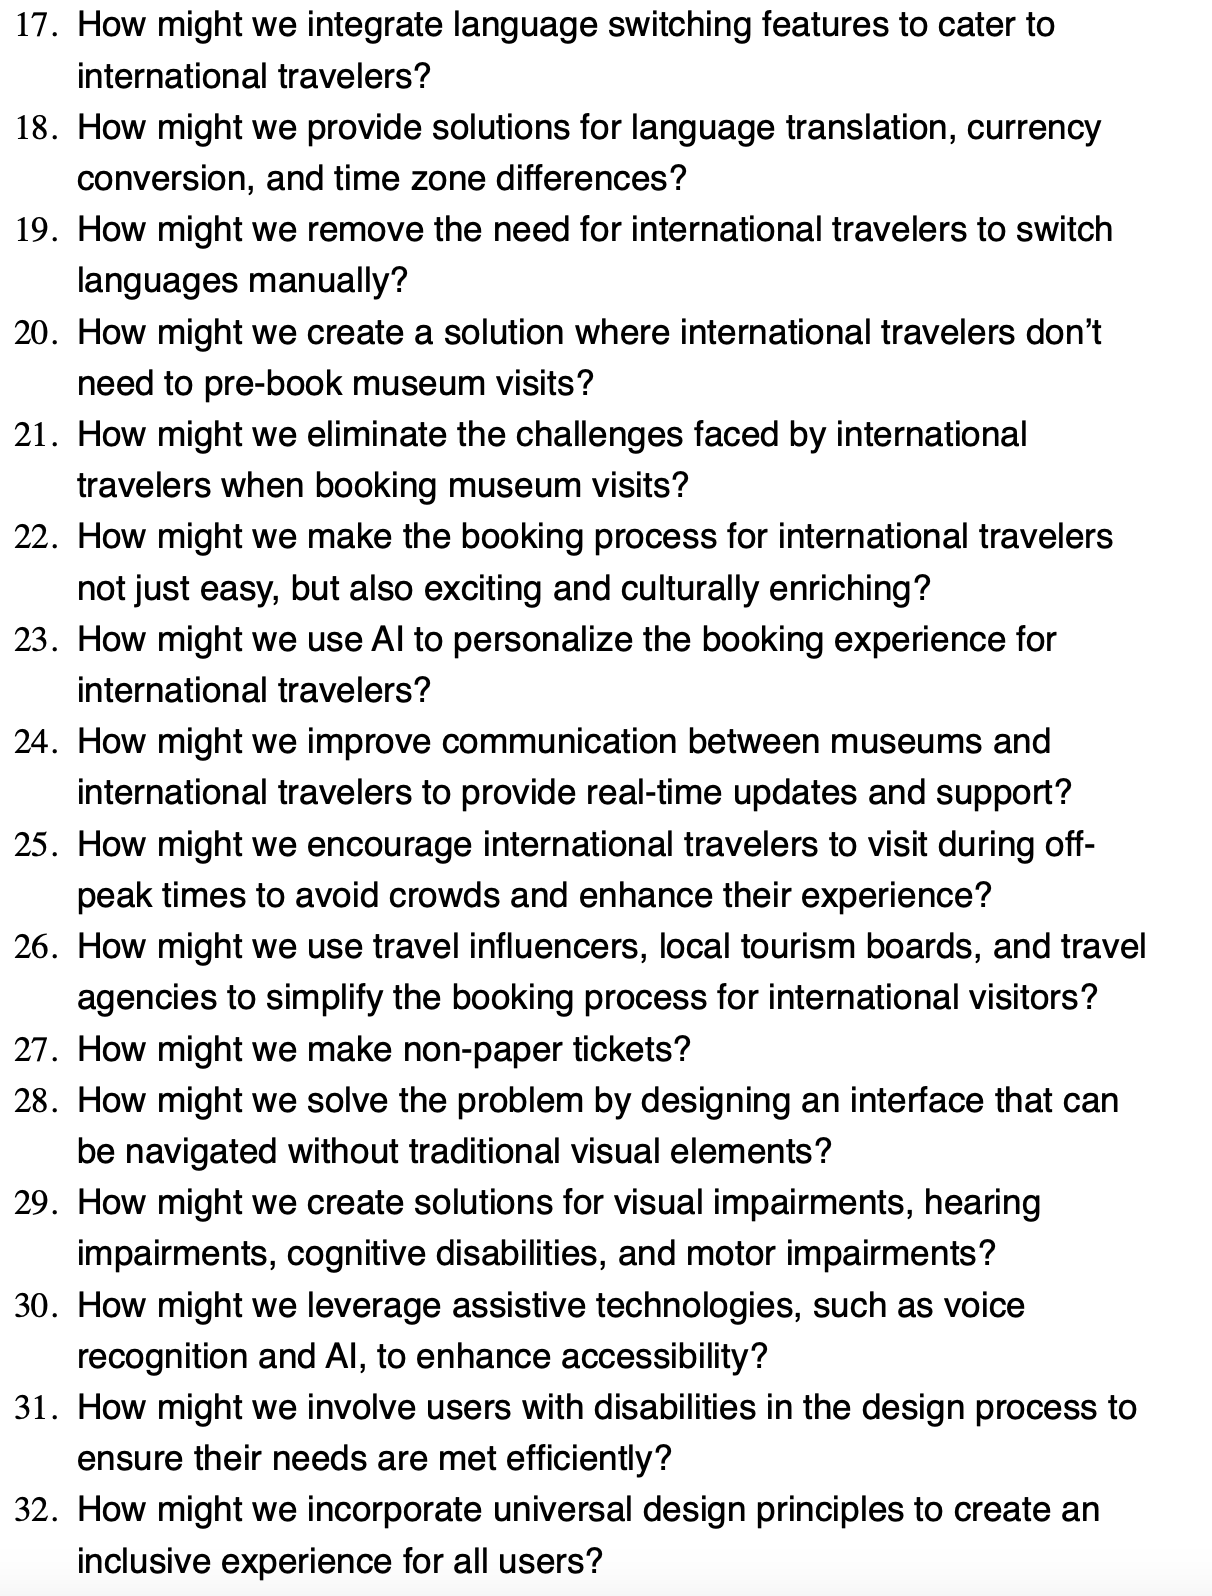 17. How might we integrate language switching features to cater to
international travelers?
18. How might we provide solutions for language translation, currency
conversion, and time zone differences?
19. How might we remove the need for international travelers to switch
languages manually?
20. How might we create a solution where international travelers don’t
need to pre-book museum visits?
21. How might we eliminate the challenges faced by international
travelers when booking museum visits?
22. How might we make the booking process for international travelers
not just easy, but also exciting and culturally enriching?
23. How might we use AI to personalize the booking experience for
international travelers?
24. How might we improve communication between museums and
international travelers to provide real-time updates and support?
25. How might we encourage international travelers to visit during off-
peak times to avoid crowds and enhance their experience?
26. How might we use travel influencers, local tourism boards, and travel
agencies to simplify the booking process for international visitors?
27. How might we make non-paper tickets?
28. How might we solve the problem by designing an interface that can
be navigated without traditional visual elements?
29. How might we create solutions for visual impairments, hearing
impairments, cognitive disabilities, and motor impairments?
30. How might we leverage assistive technologies, such as voice
recognition and AI, to enhance accessibility?
31. How might we involve users with disabilities in the design process to
ensure their needs are met efficiently?
32. How might we incorporate universal design principles to create an
inclusive experience for all users?